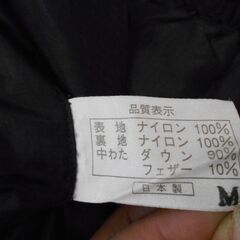 品質表示
表地 ナイロン 100%
裏地 ナイロン 100%
中わた ダウン 90%
フェザー 10%
日本製 M